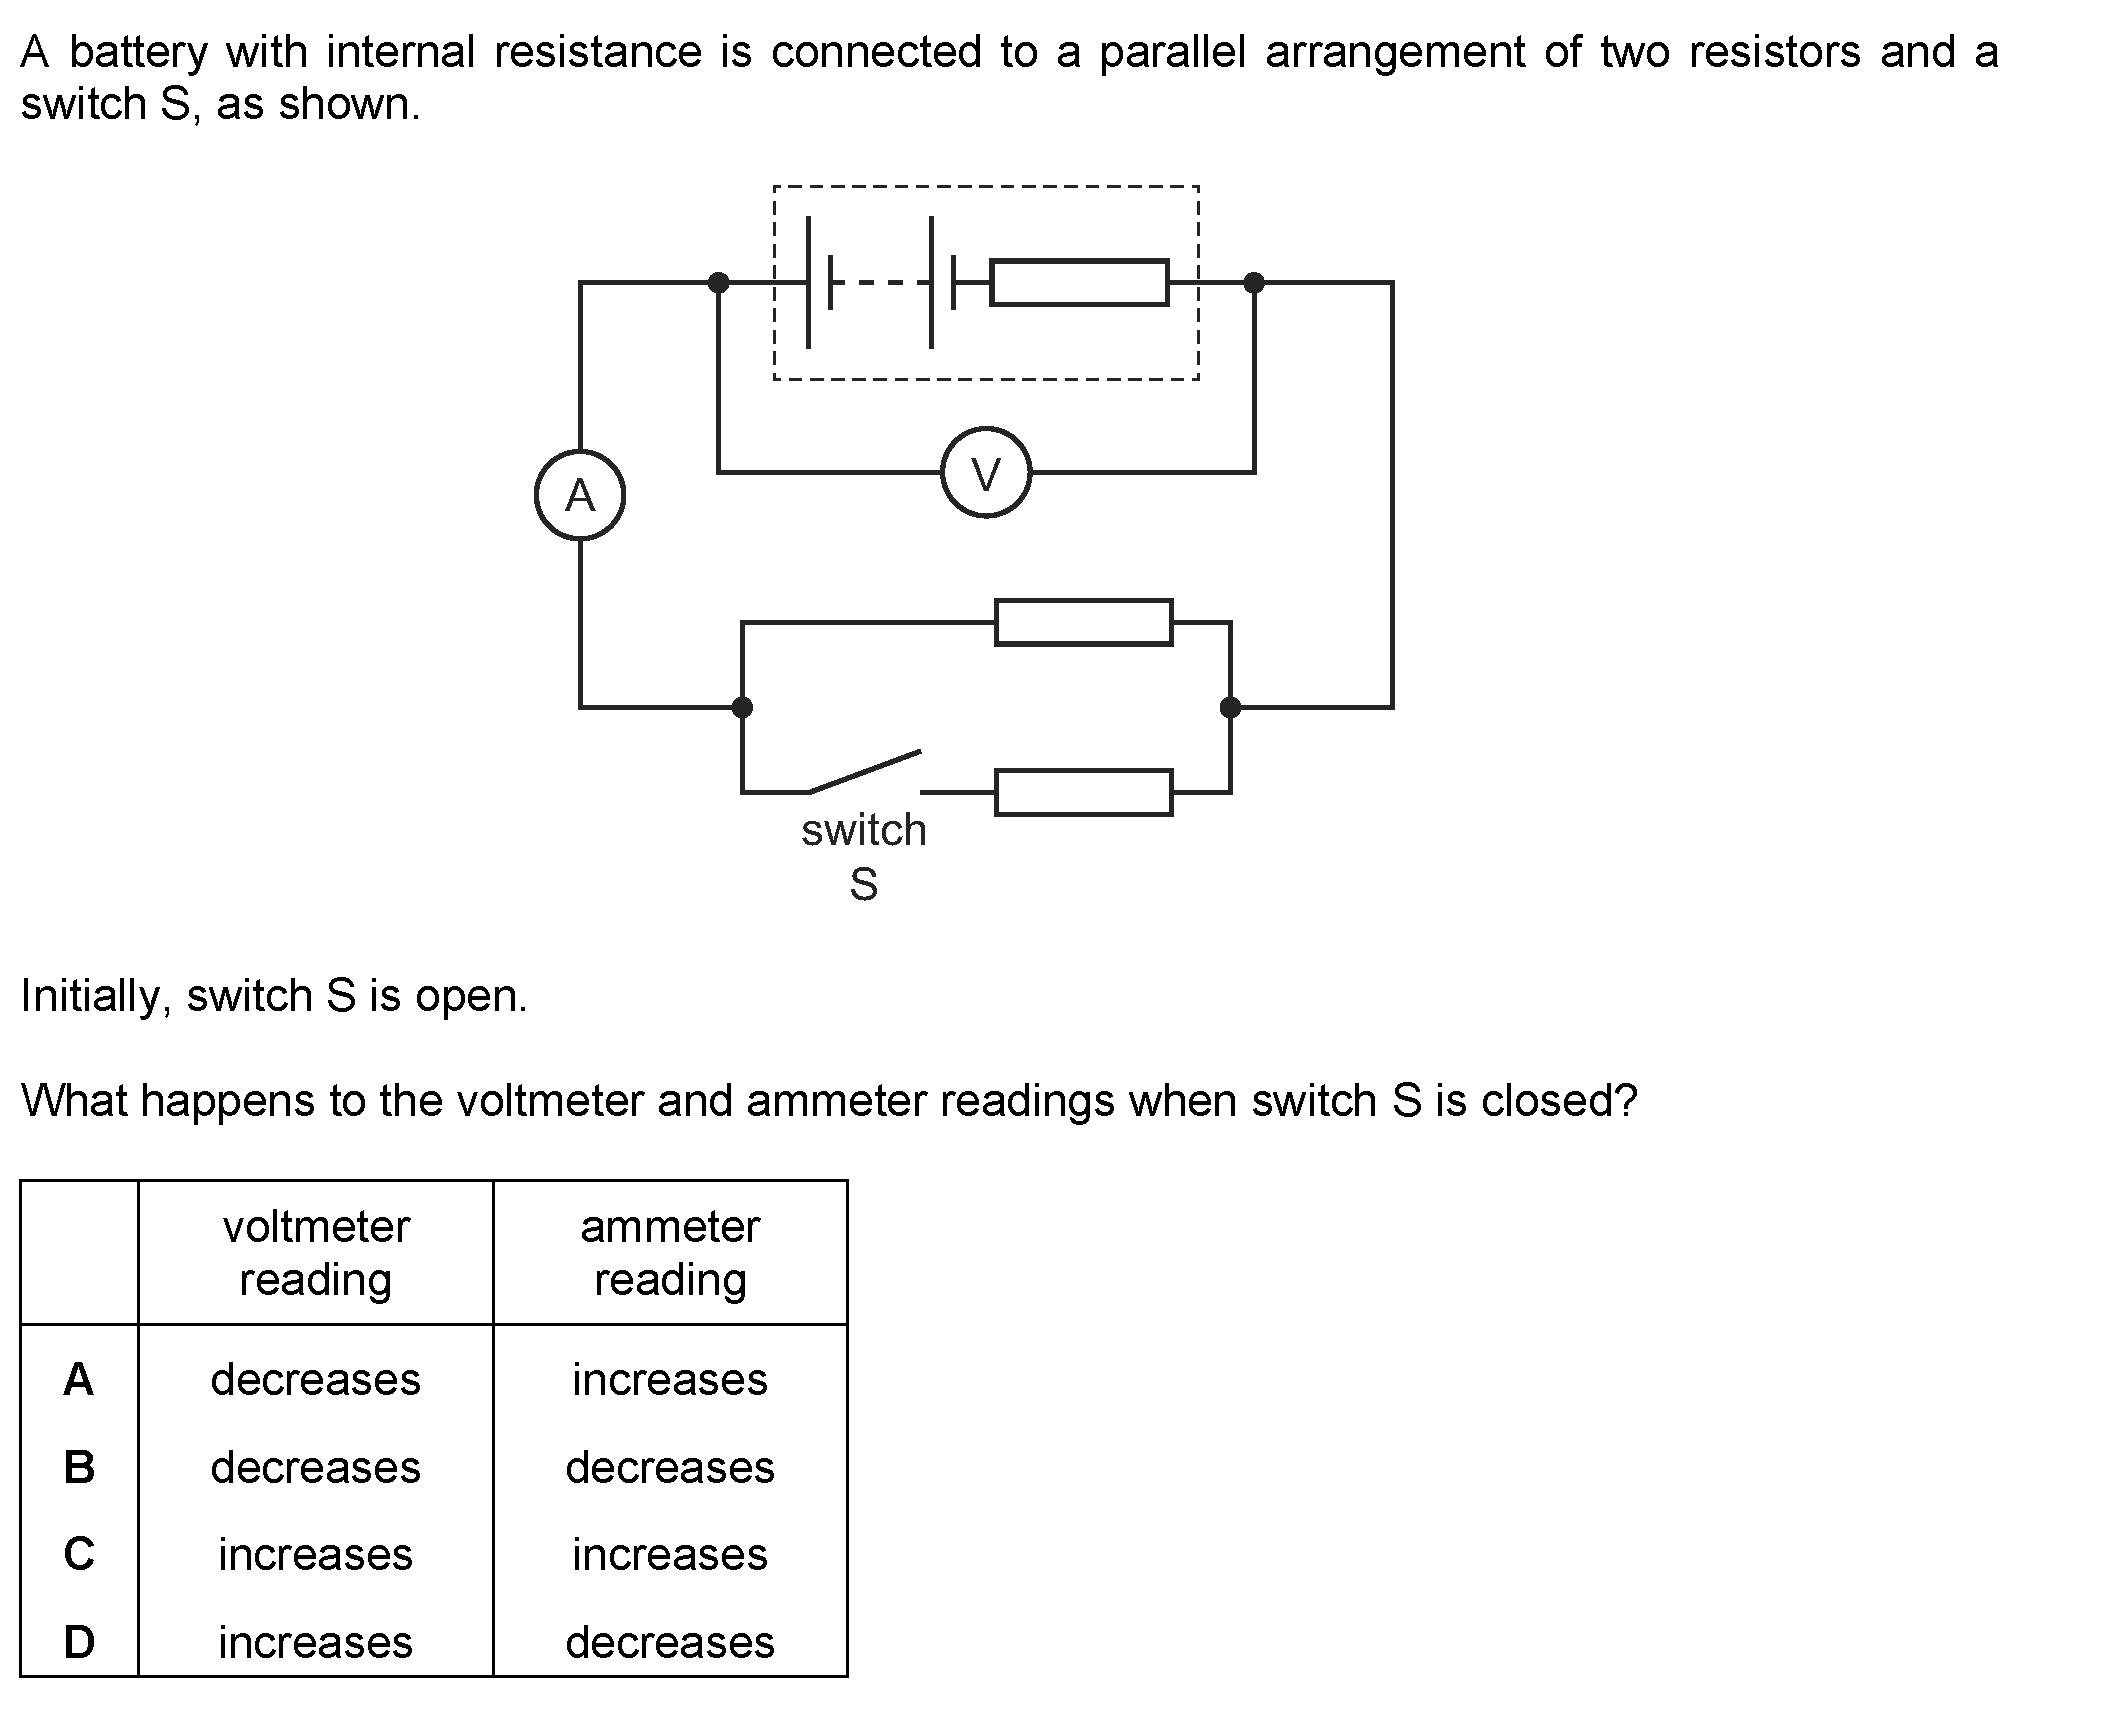 A battery with internal resistance is connected to a parallel arrangement of two resistors and a
switch S, as shown.
V
A
switch
S
Initially, switch S is open.
What happens to the voltmeter and ammeter readings when switch S is closed?
voltmeter reading ammeter reading
A decreases increases
B decreases decreases
C increases increases
D increases decreases